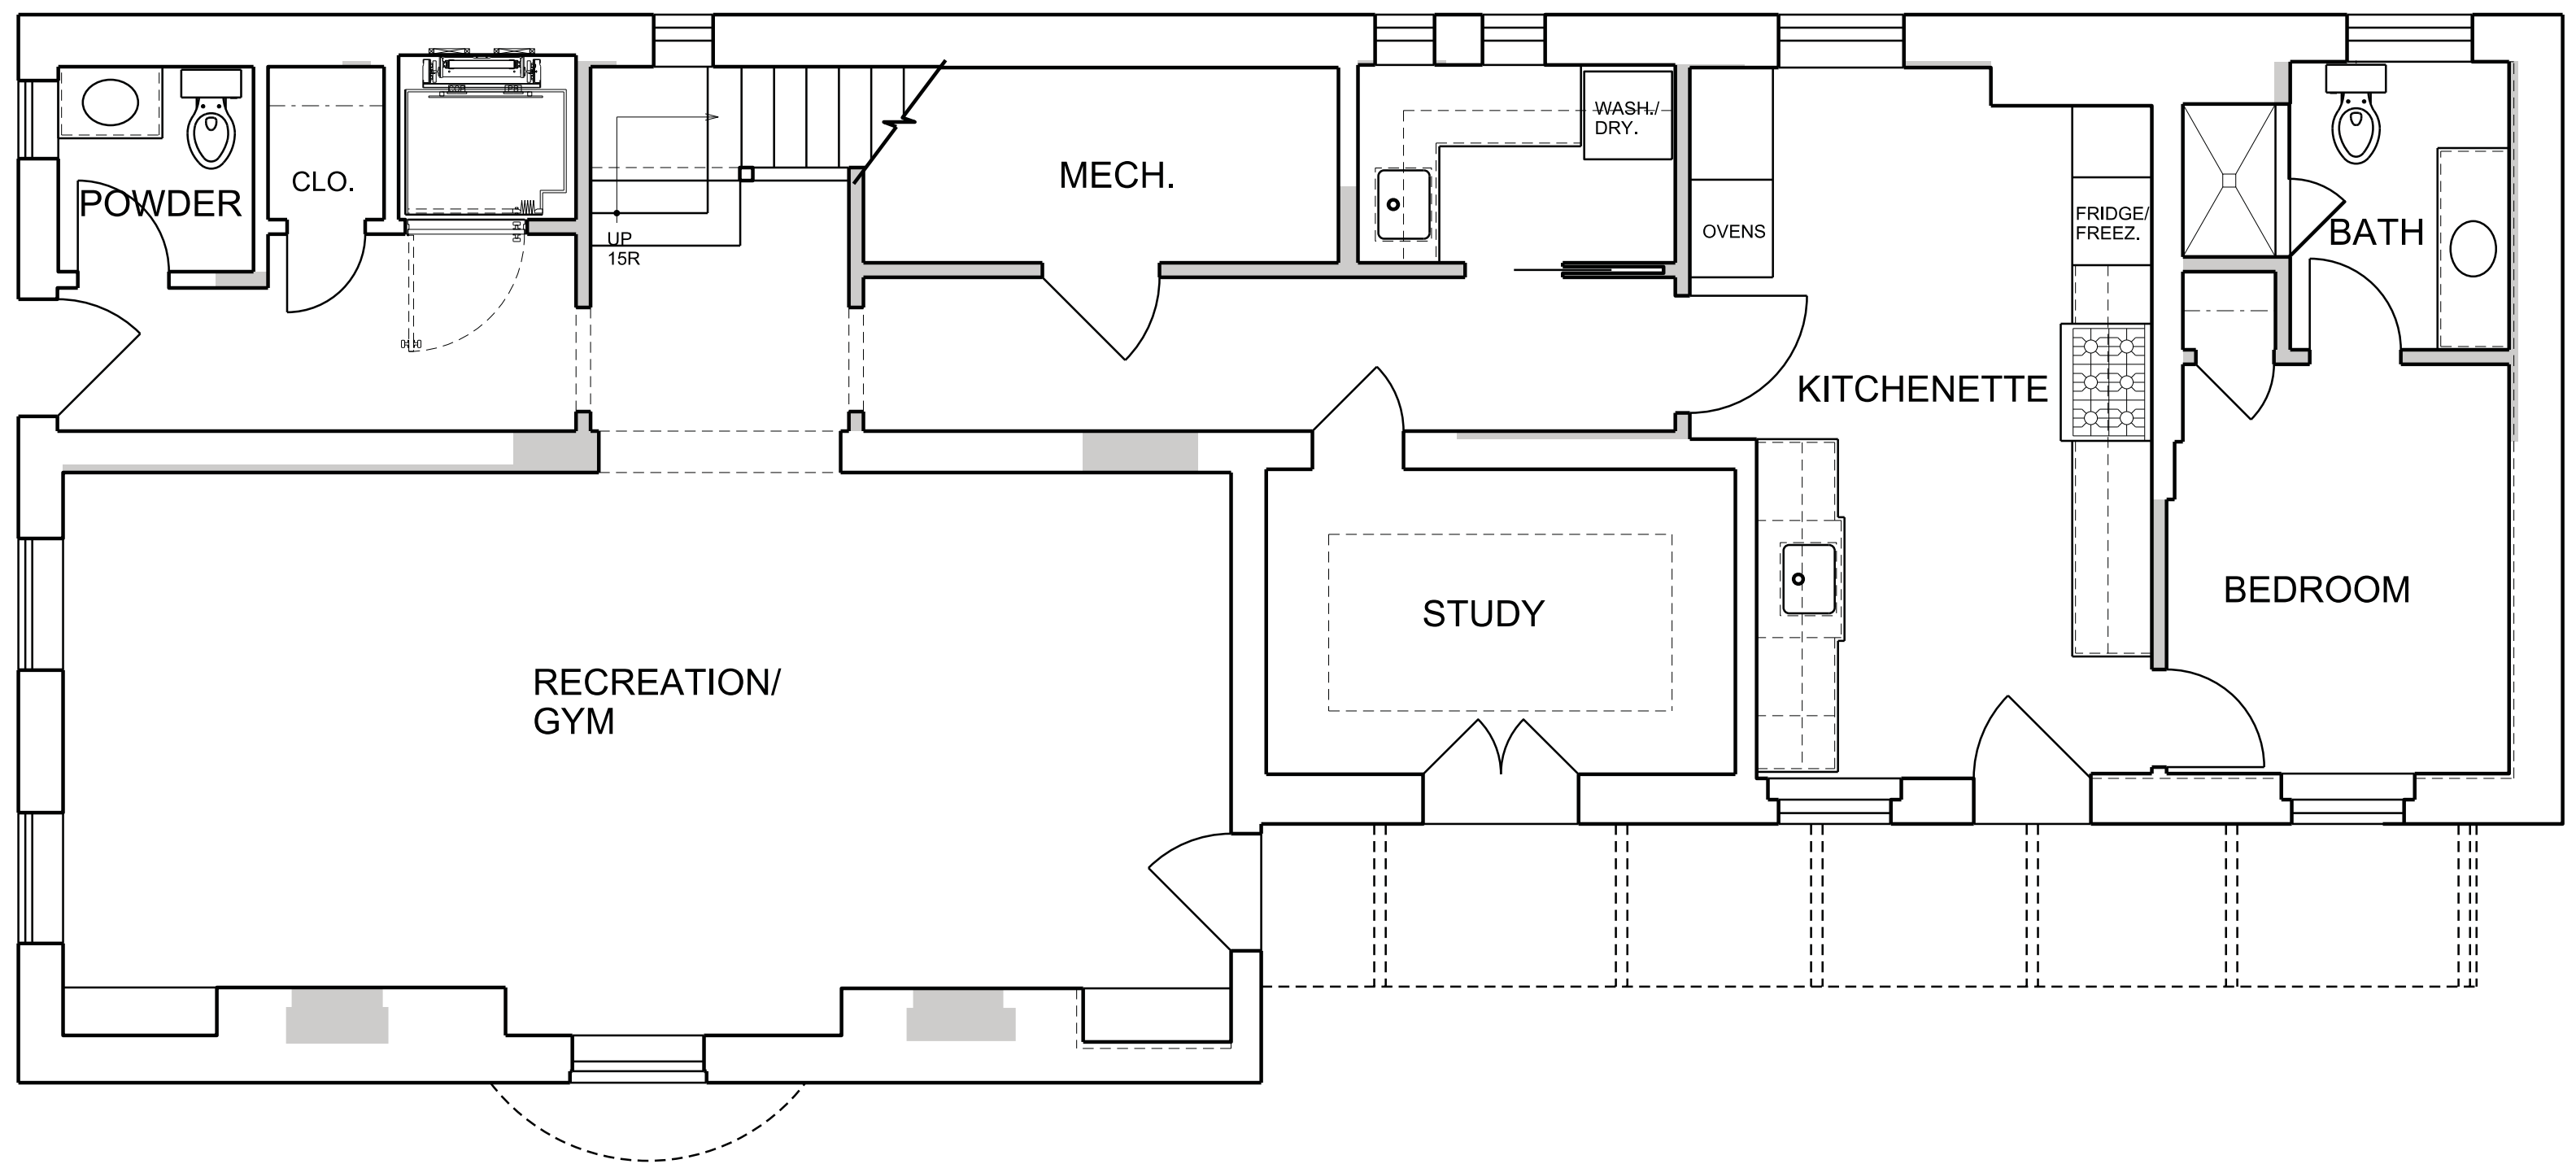 POWDER
CLO.
UP
15R
MECH.
WASH./
DRY.
OVENS
FRIDGE/
FREEZ.
BATH
KITCHENETTE
BEDROOM
STUDY
RECREATION/
GYM